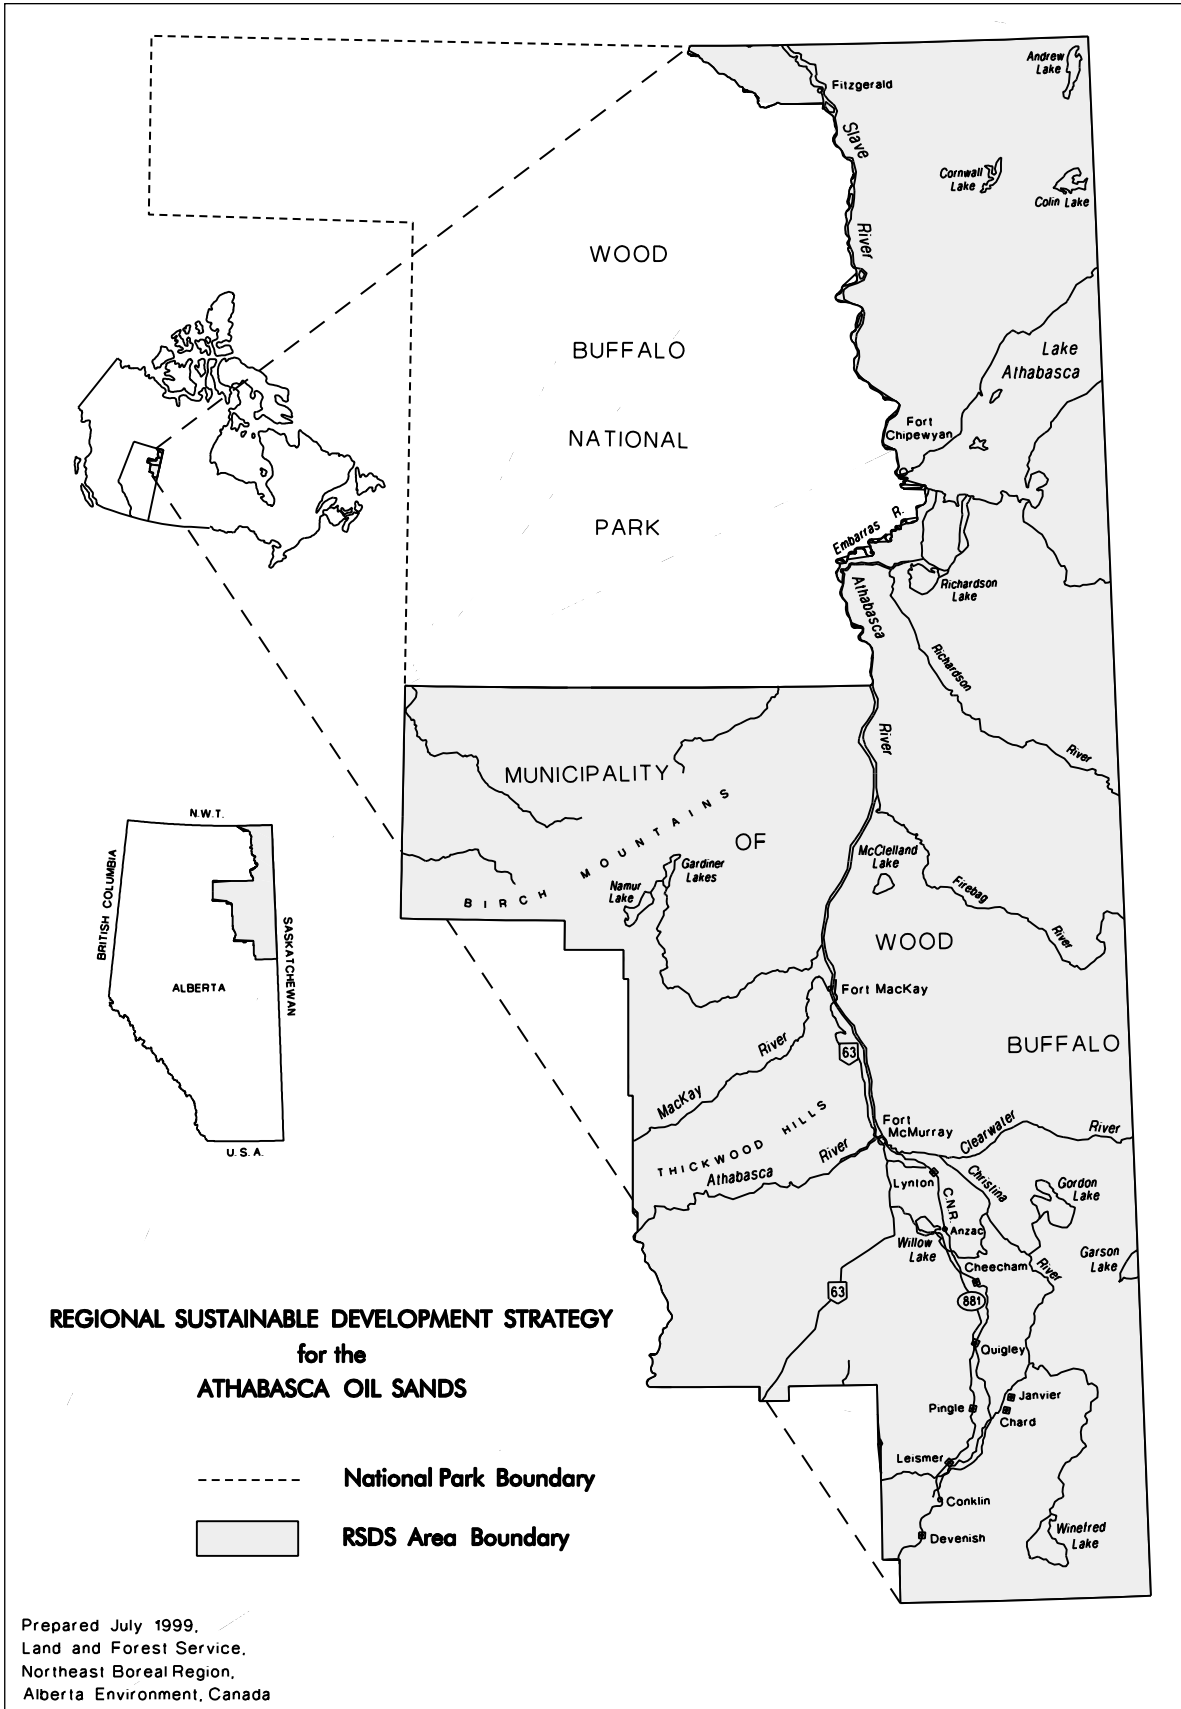 Andrew
Lake
Fitzgerald
Slave
River
Cornwall
Lake
Colin Lake
WOOD
BUFFALO
NATIONAL
PARK
Lake
Athabasca
Fort
Chipewyan
Embarras R.
Richardson
Lake
Athabasca
River
Richardson
River
MUNICIPALITY
OF
WOOD
BUFFALO
BIRCH MOUNTAINS
Gardiner
Lakes
Namur
Lake
McClelland
Lake
Firebag
River
Fort MacKay
63
MacKay
River
THICKWOOD HILLS
Athabasca
River
Fort
McMurray
Clearwater
River
Lynton
C.N.R.
Christina
River
Gordon
Lake
Anzac
Willow
Lake
Garson
Lake
Cheecham
63
881
Quigley
Janvier
Pingle
Chard
Leismer
Conklin
Devenish
Winefred
Lake
N.W.T.
BRITISH COLUMBIA
SASKATCHEWAN
ALBERTA
U.S.A.
REGIONAL SUSTAINABLE DEVELOPMENT STRATEGY
for the
ATHABASCA OIL SANDS
National Park Boundary
RSDS Area Boundary
Prepared July 1999,
Land and Forest Service,
Northeast Boreal Region,
Alberta Environment, Canada